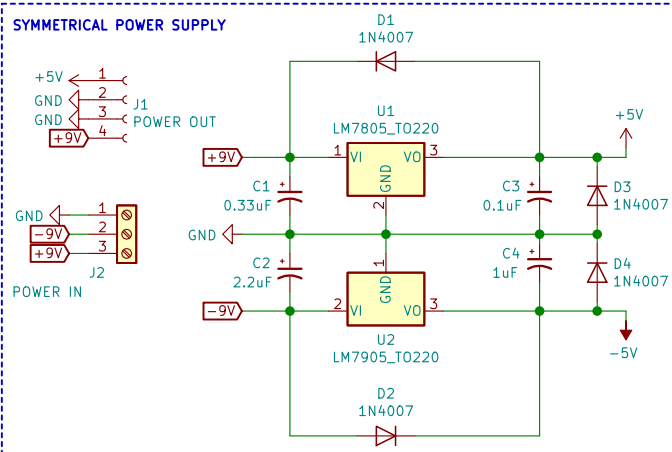 SYMMETRICAL POWER SUPPLY
D1
1N4007
+5V 1
GND 2
GND 3
+9V 4
J1
POWER OUT
U1
LM7805_TO220
+5V
+9V
1 VI VO 3
GND
2
C1
0.33uF
C3
0.1uF
D3
1N4007
GND 1
-9V 2
+9V 3
J2
POWER IN
GND
C2
2.2uF
C4
1uF
D4
1N4007
1
GND
-9V
2 VI VO 3
U2
LM7905_TO220
-5V
D2
1N4007
+
+
+
+